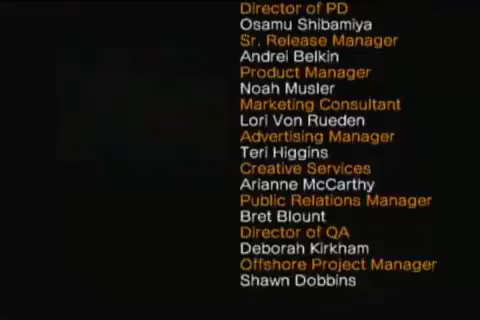 Director of PD
Osamu Shibamiya
Sr. Release Manager
Andrei Belkin
Product Manager
Noah Musler
Marketing Consultant
Lori Von Rueden
Advertising Manager
Teri Higgins
Creative Services
Arianne McCarthy
Public Relations Manager
Bret Blount
Director of QA
Deborah Kirkham
Offshore Project Manager
Shawn Dobbins